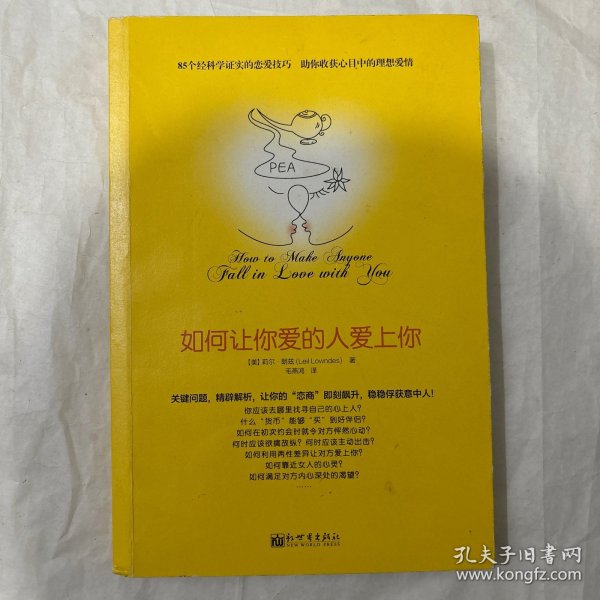 85个经科学证实的恋爱技巧 助你收获心目中的理想爱情
PEA
How to Make Anyone
Fall in Love with You
如何让你爱的人爱上你
【美】莉尔·朗兹(Leil Lowndes) 著
毛燕鸿 译
关键问题，精辟解析，让你的“恋商”即刻飙升，稳稳俘获意中人！
你应该去哪里找寻自己的心上人？
什么“货币”能够“买”到好伴侣？
如何在初次约会时就令对方怦然心动？
何时应该欲擒故纵？何时应该主动出击？
如何利用两性差异让对方爱上你？
如何靠近女人的心灵？
如何满足对方内心深处的渴望？
……
新世界出版社
NEW WORLD PRESS
孔夫子旧书网
www.kongfz.com